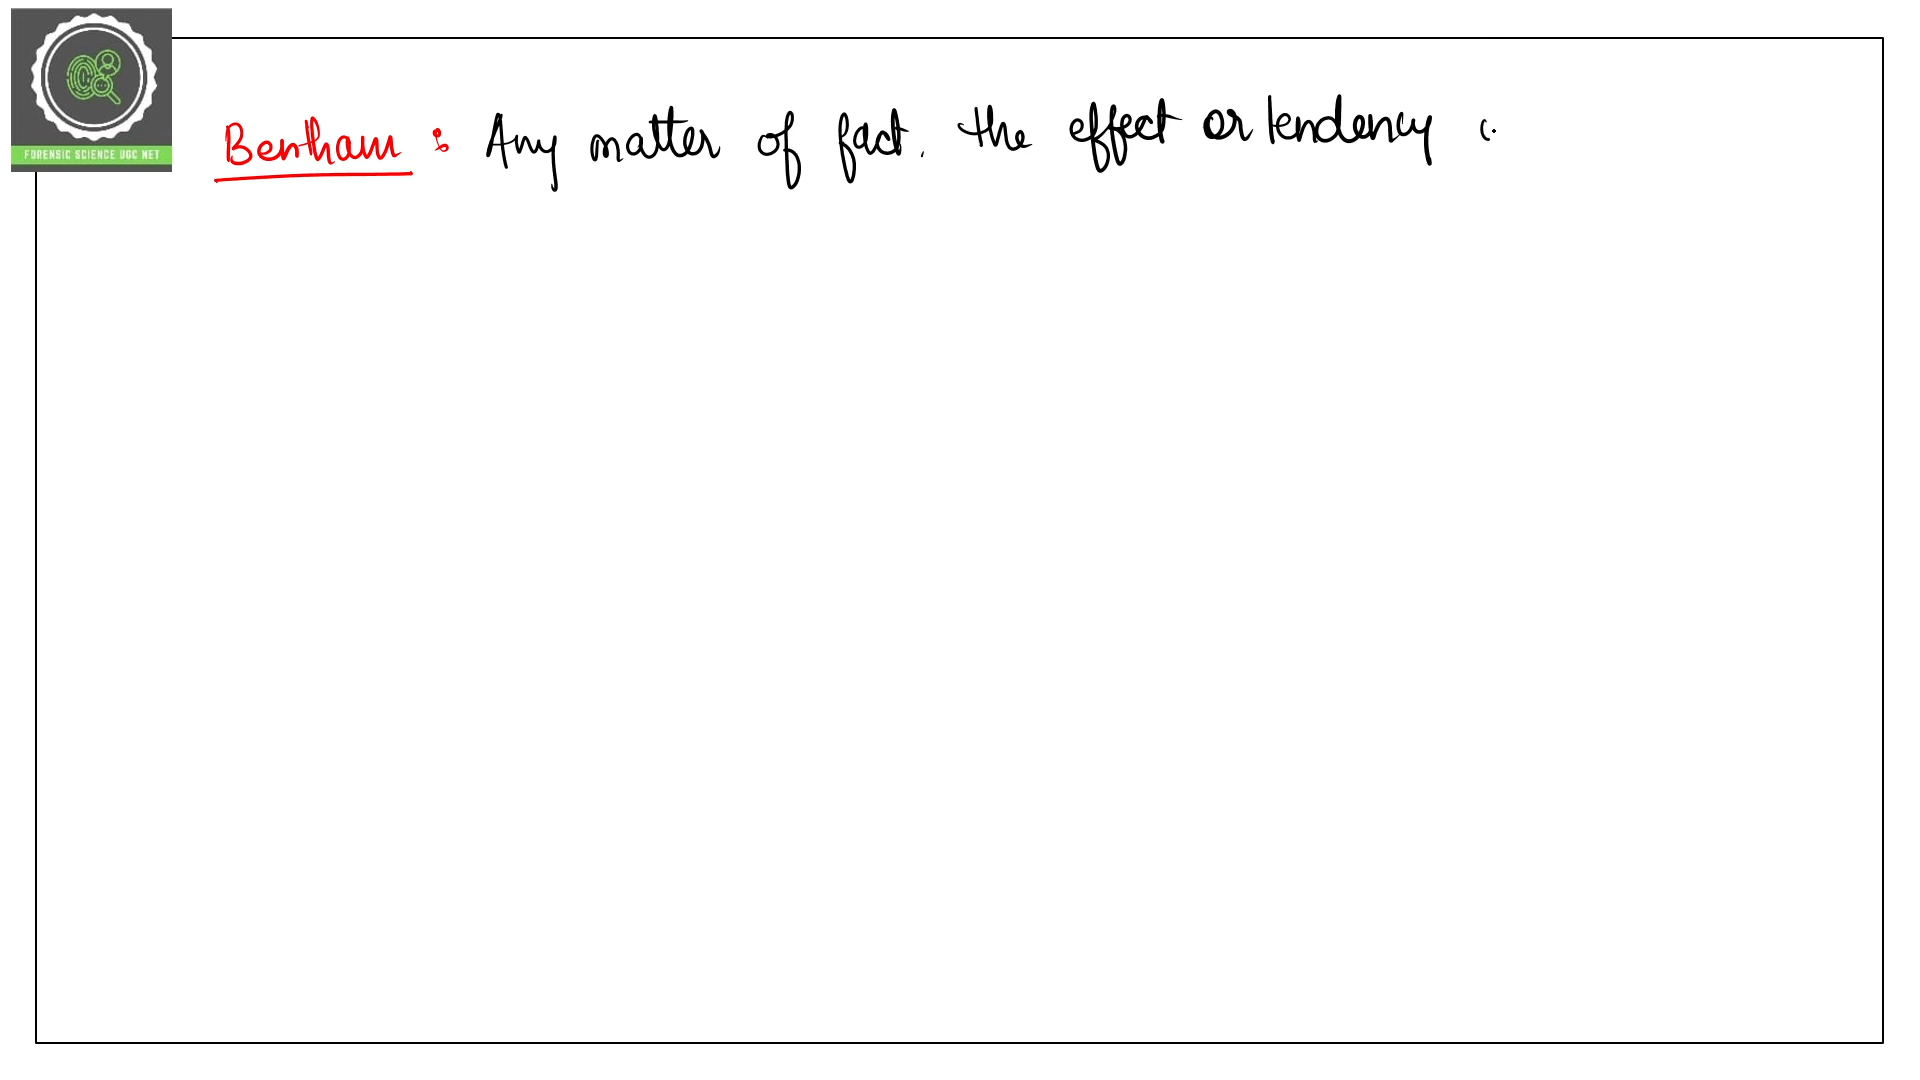 FORENSIC SCIENCE UGC NET
Bentham : Any matter of fact, the effect or tendency